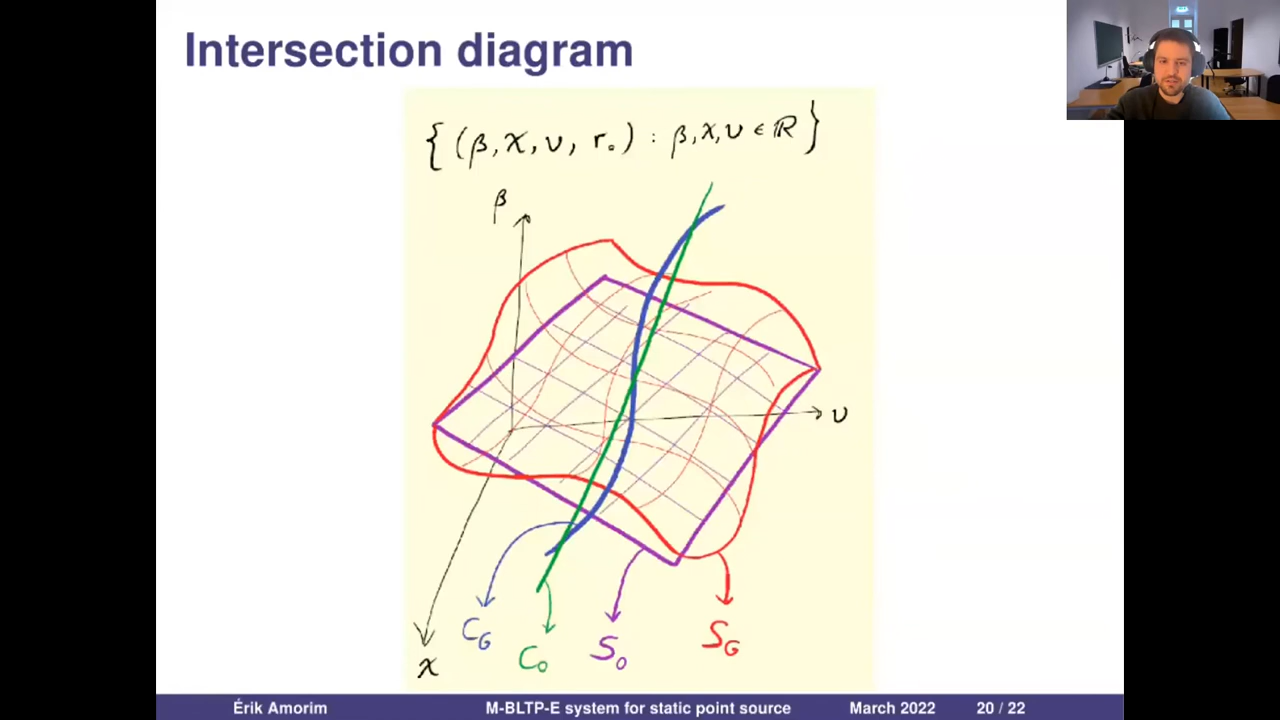 Intersection diagram
{(β, χ, υ, r₀) : β, χ, υ ∈ ℝ}
β
υ
χ
C_G
C_0
S_0
S_G
Érik Amorim M-BLTP-E system for static point source March 2022 20 / 22